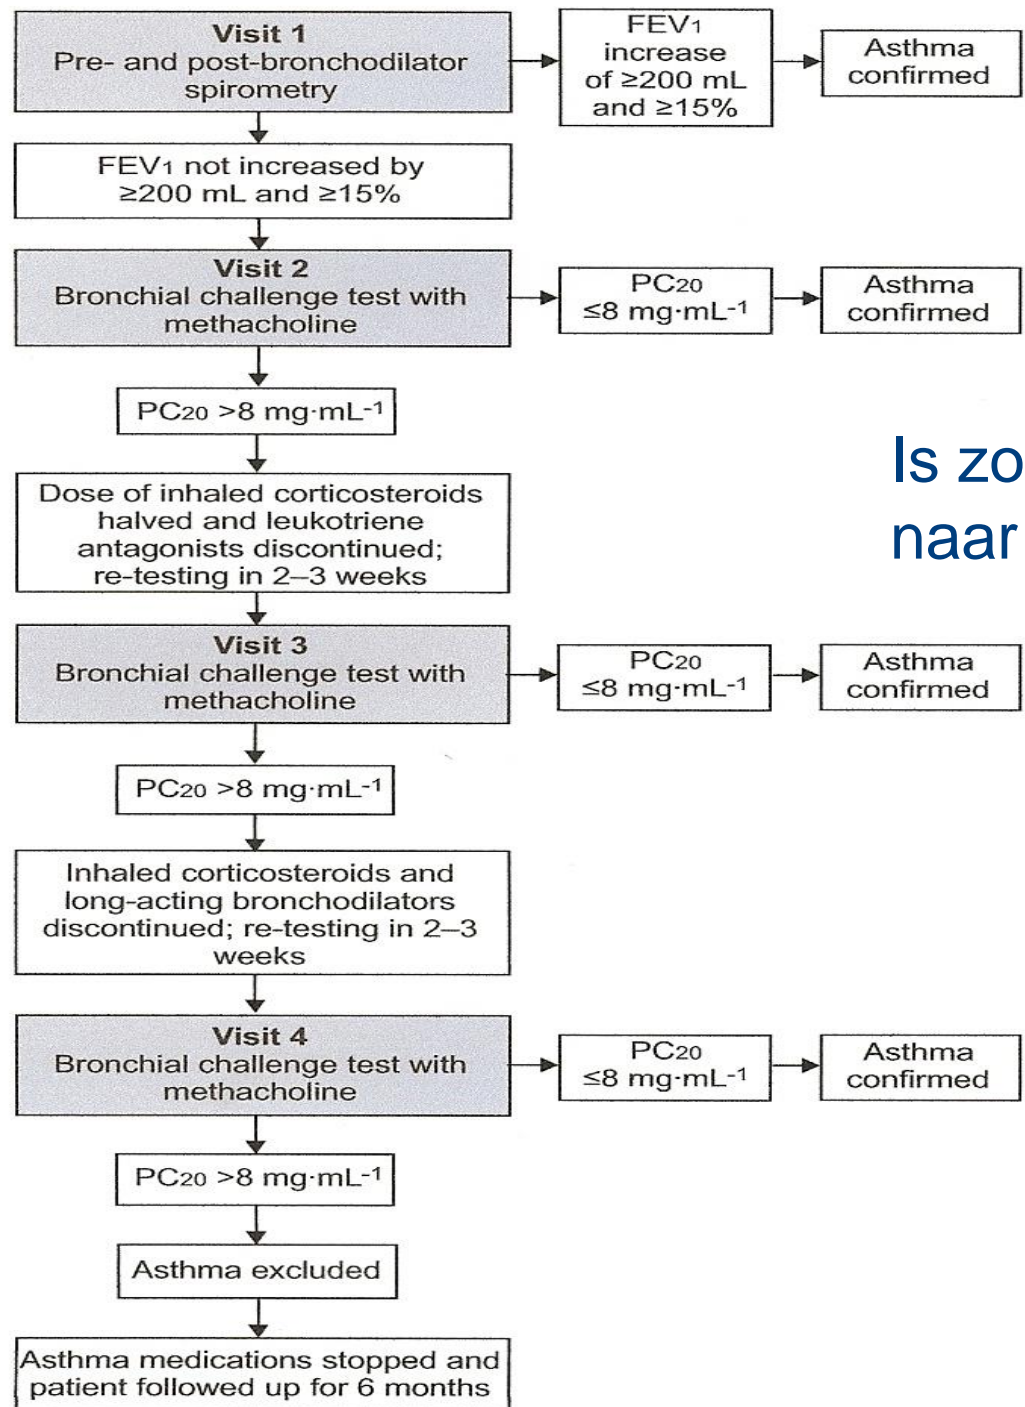 Visit 1
Pre- and post-bronchodilator
spirometry
FEV1
increase
of ≥200 mL
and ≥15%
Asthma
confirmed
FEV1 not increased by
≥200 mL and ≥15%
Visit 2
Bronchial challenge test with
methacholine
PC20
≤8 mg·mL-1
Asthma
confirmed
PC20 >8 mg·mL-1
Is zo
naar
Dose of inhaled corticosteroids
halved and leukotriene
antagonists discontinued;
re-testing in 2–3 weeks
Visit 3
Bronchial challenge test with
methacholine
PC20
≤8 mg·mL-1
Asthma
confirmed
PC20 >8 mg·mL-1
Inhaled corticosteroids and
long-acting bronchodilators
discontinued; re-testing in 2–3
weeks
Visit 4
Bronchial challenge test with
methacholine
PC20
≤8 mg·mL-1
Asthma
confirmed
PC20 >8 mg·mL-1
Asthma excluded
Asthma medications stopped and
patient followed up for 6 months